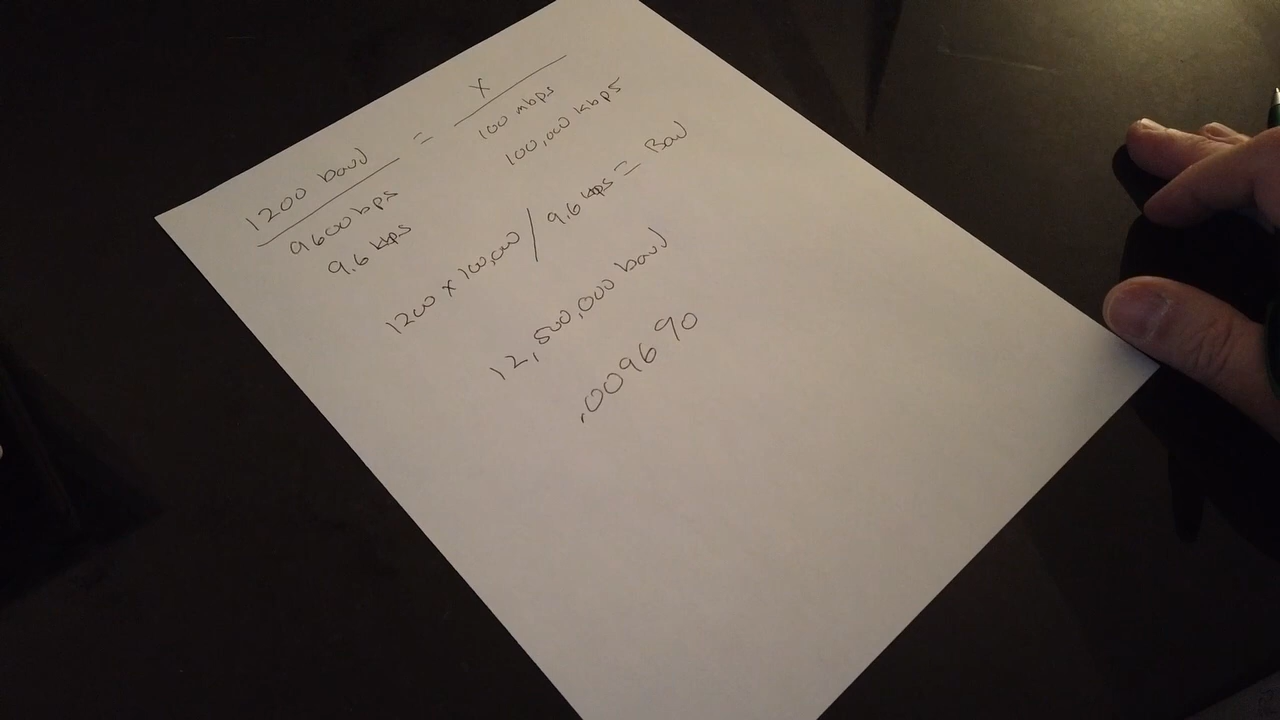 1200 baud = x
9600 bps 100 mbps
9.6 kbps 100,000 kbps
1200 x 100,000 / 9.6 kbps = Bau
12,500,000 baud
.009690